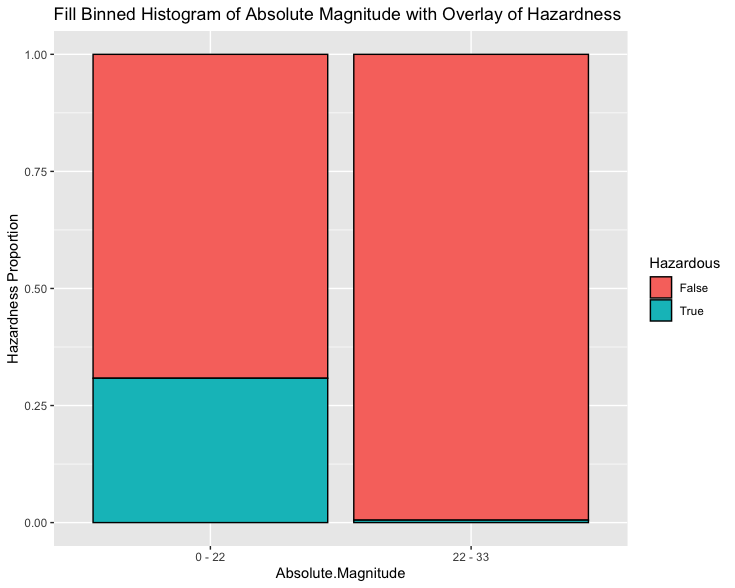 Fill Binned Histogram of Absolute Magnitude with Overlay of Hazardness
Hazardness Proportion
1.00
0.75
0.50
0.25
0.00
0 - 22
22 - 33
Absolute.Magnitude
Hazardous
False
True